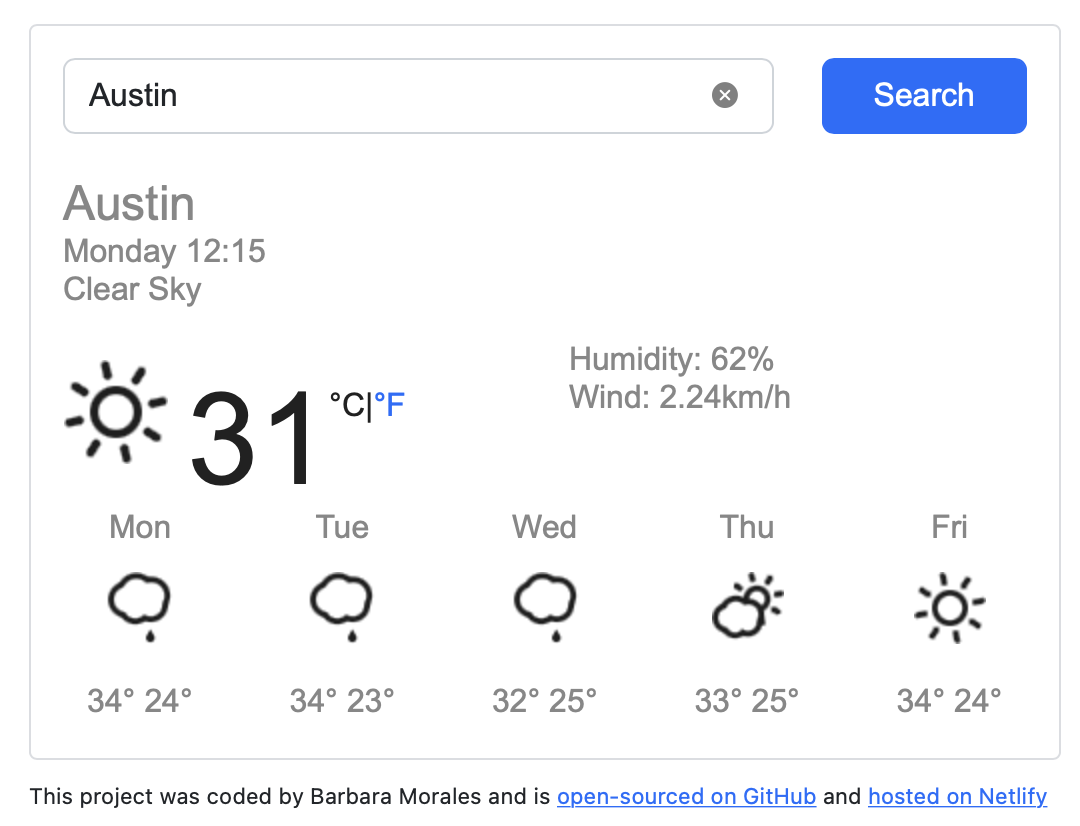 Austin
Search
Austin
Monday 12:15
Clear Sky
Humidity: 62%
Wind: 2.24km/h
31 °C|°F
Mon Tue Wed Thu Fri
34° 24° 34° 23° 32° 25° 33° 25° 34° 24°
This project was coded by Barbara Morales and is open-sourced on GitHub and hosted on Netlify